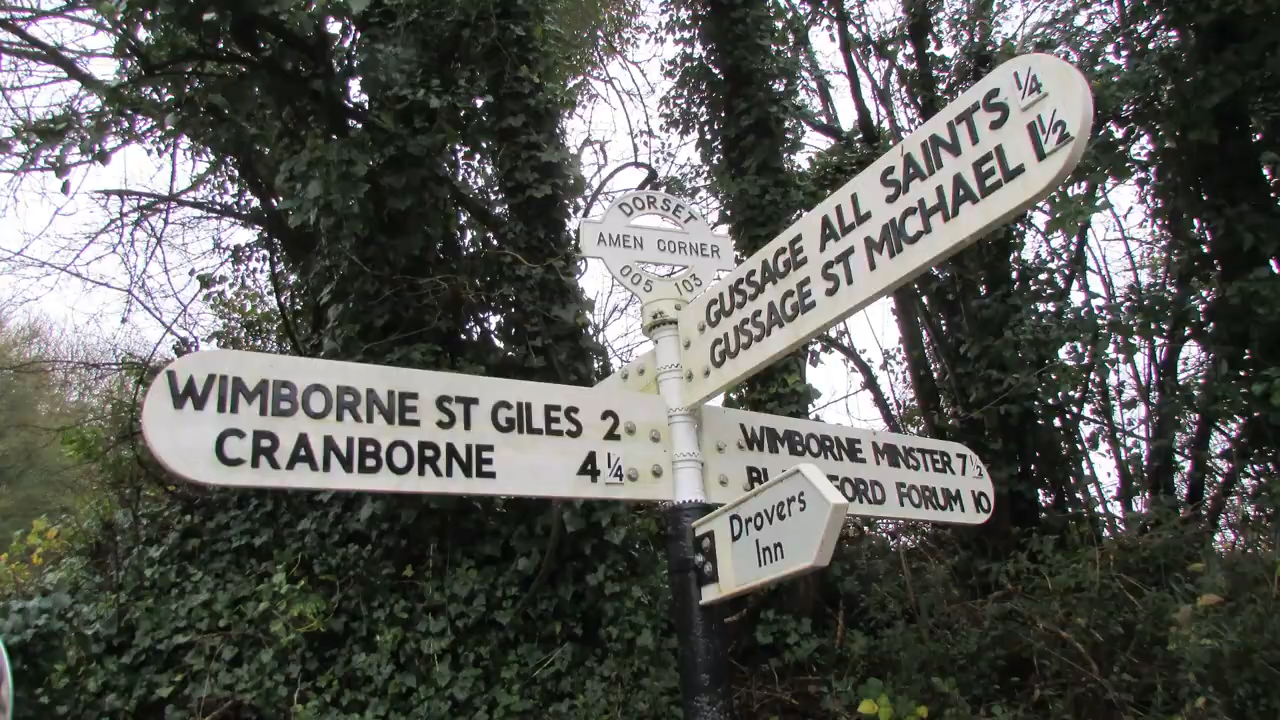 DORSET
AMEN CORNER
005 103
GUSSAGE ALL SAINTS 1/4
GUSSAGE ST MICHAEL 1 1/2
WIMBORNE ST GILES 2
CRANBORNE 4 1/4
WIMBORNE MINSTER 7 1/2
FORUM 10
Drovers
Inn